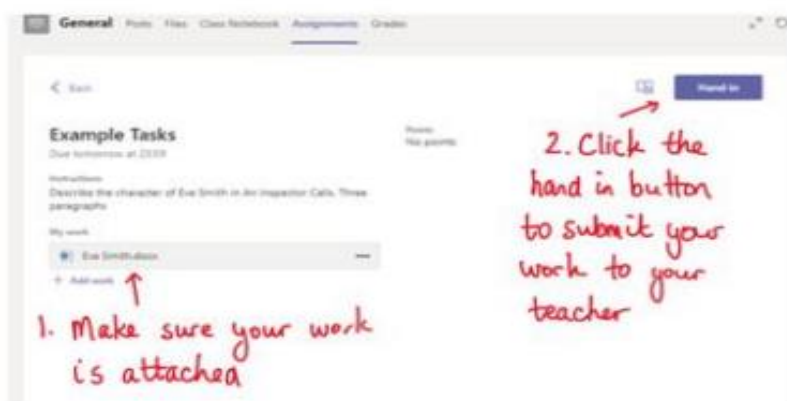 General Posts Files Class Notebook Assignments Grades
< Back
Hand in
Example Tasks
Due tomorrow at 23:59
Points
No points
Instructions
Describe the character of Eva Smith in An Inspector Calls. Three
paragraphs
My work
Eva Smith.docx
+ Add work
1. Make sure your work
is attached
2. Click the
hand in button
to submit your
work to your
teacher